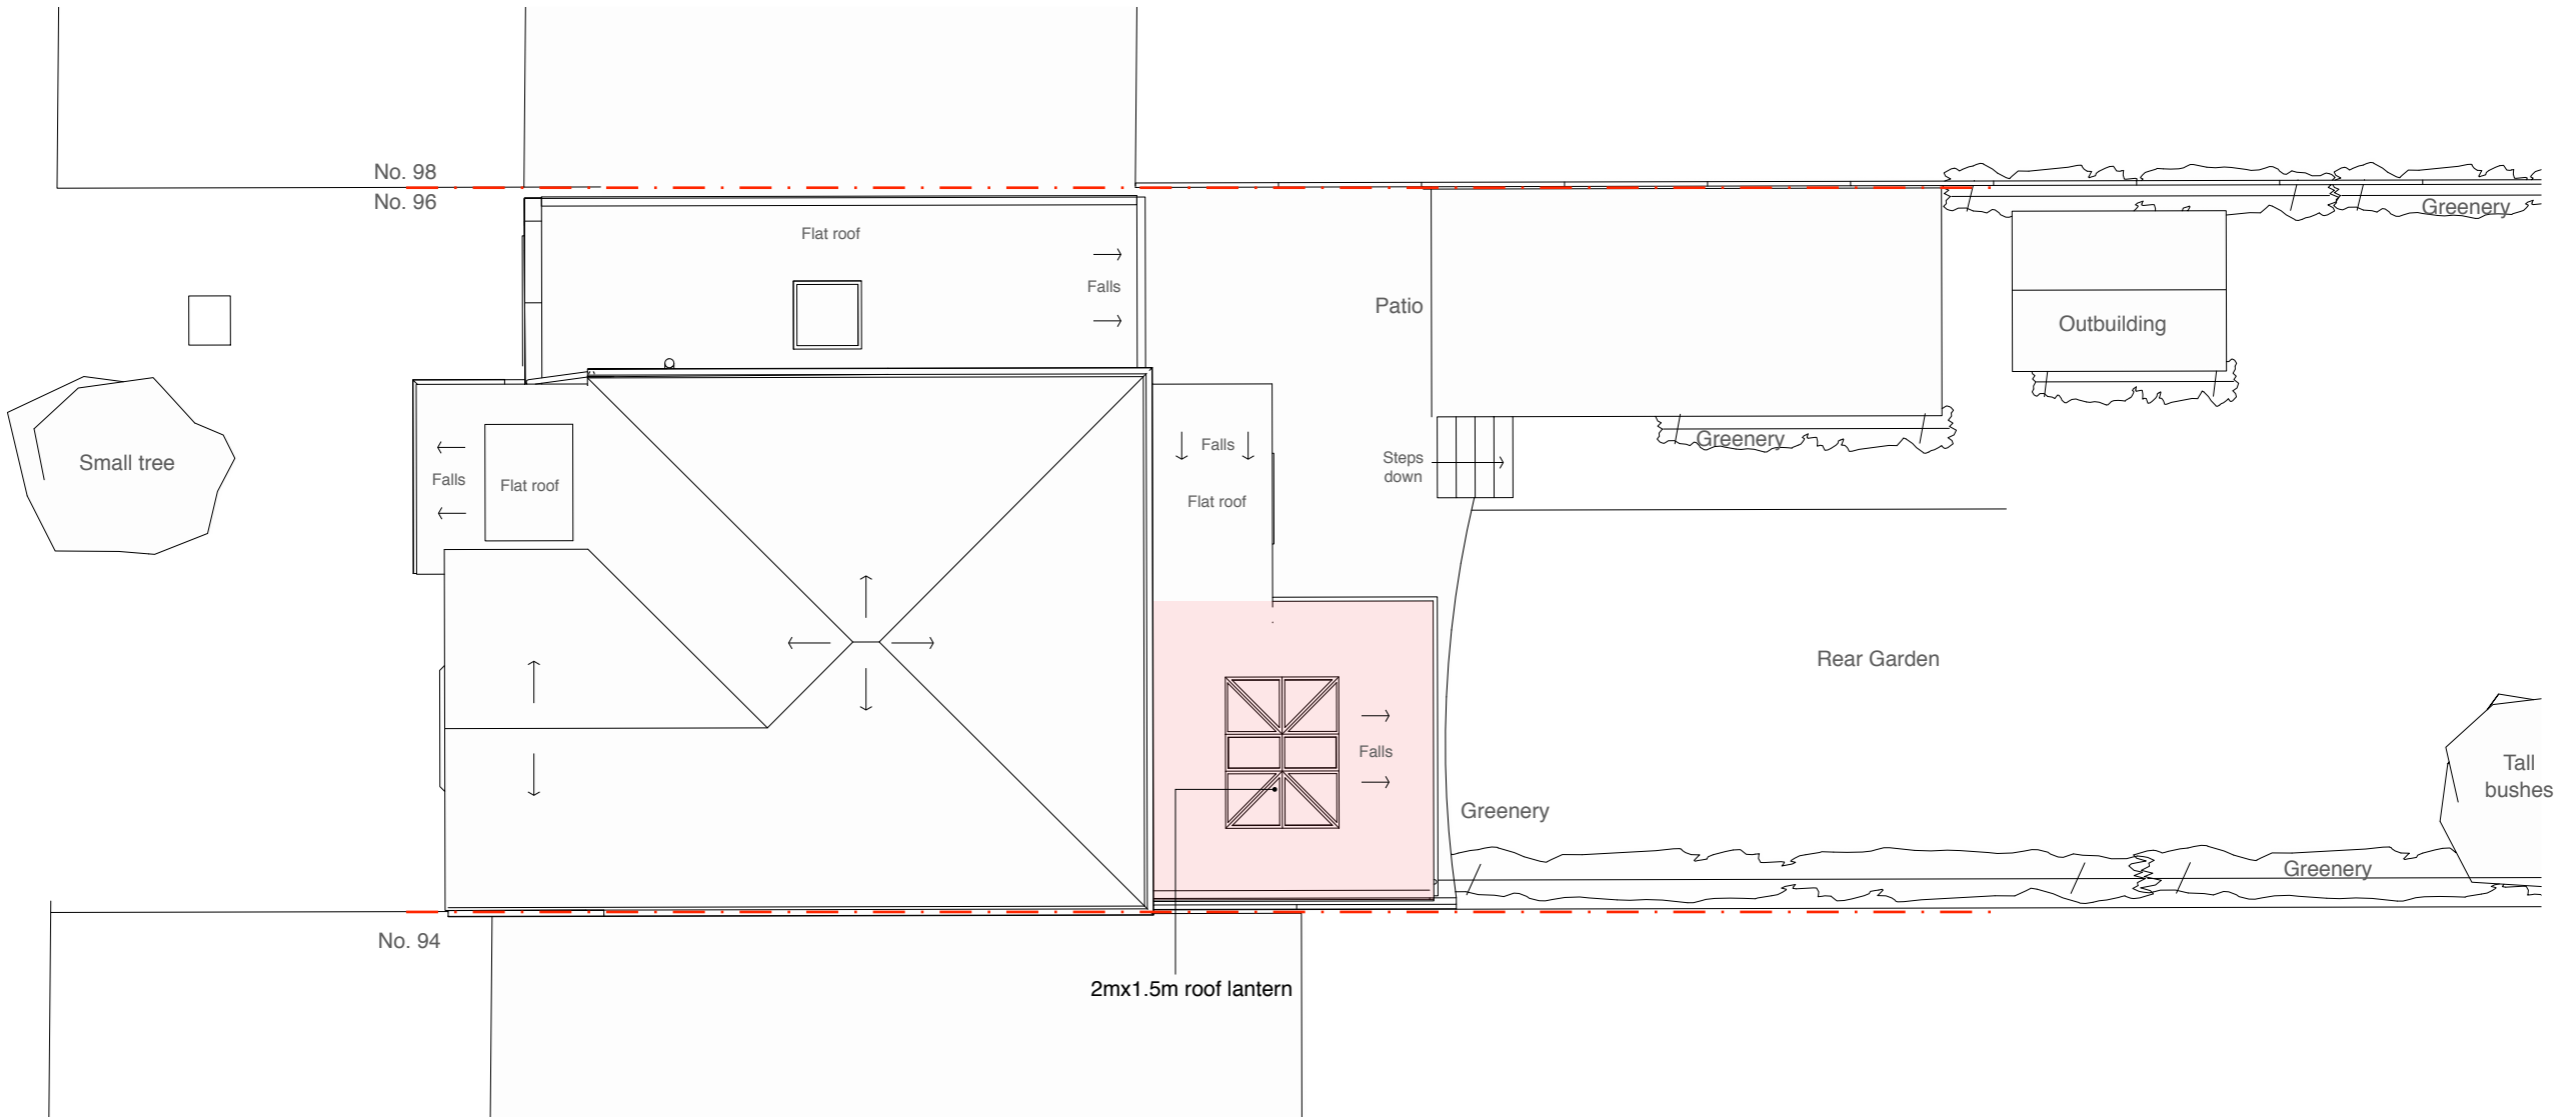 No. 98
No. 96
Flat roof
Falls
Patio
Greenery
Outbuilding
Small tree
Falls
Flat roof
Falls
Flat roof
Steps
down
Greenery
Rear Garden
Falls
Greenery
Tall
bushes
Greenery
No. 94
2mx1.5m roof lantern